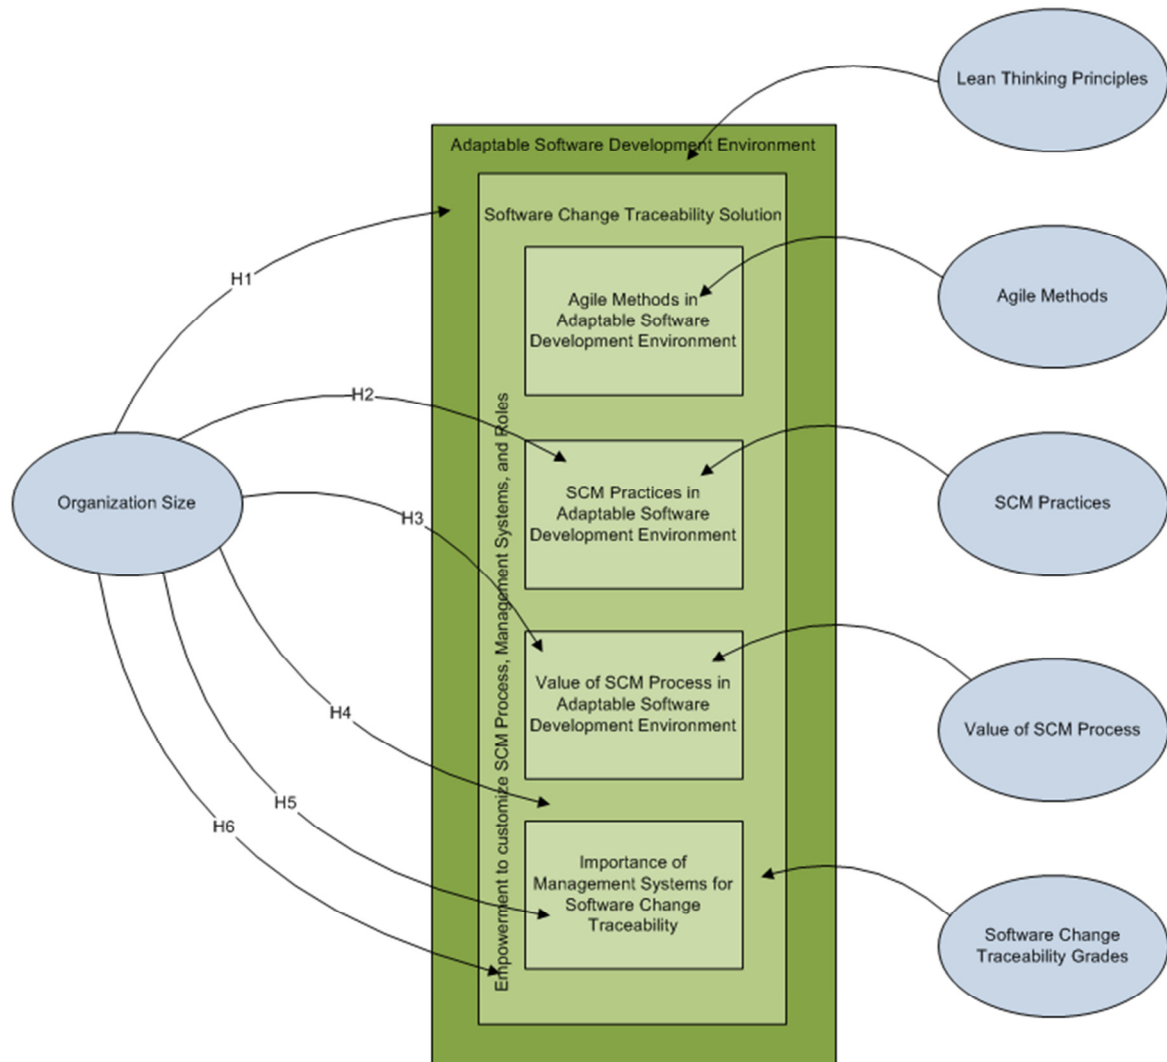 Lean Thinking Principles
Adaptable Software Development Environment
Software Change Traceability Solution
H1
Agile Methods in
Adaptable Software
Development Environment
Agile Methods
H2
Empowerment to customize SCM Process, Management Systems, and Roles
SCM Practices in
Adaptable Software
Development Environment
SCM Practices
Organization Size
H3
Value of SCM Process in
Adaptable Software
Development Environment
Value of SCM Process
H4
H5
H6
Importance of
Management Systems for
Software Change
Traceability
Software Change
Traceability Grades